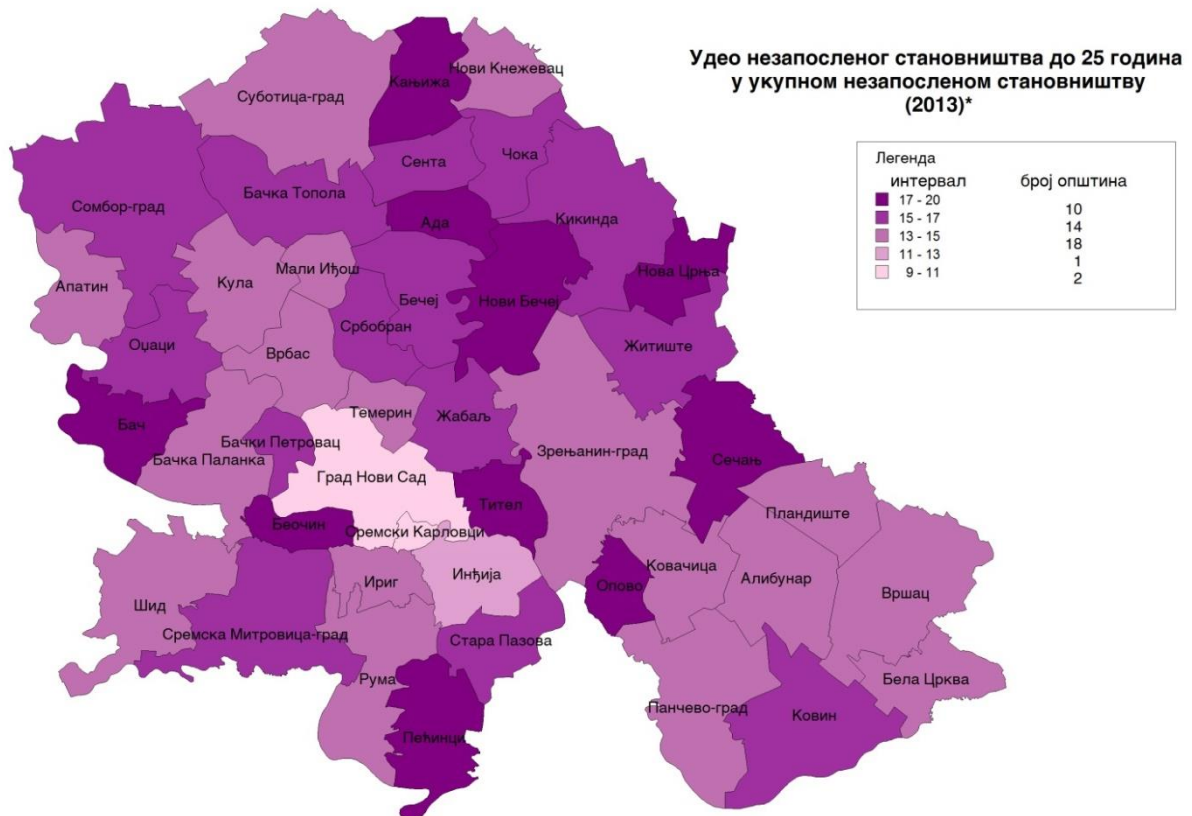 Удео незапосленог становништва до 25 година
у укупном незапосленом становништву
(2013)*
Легенда
интервал број општина
17 - 20 10
15 - 17 14
13 - 15 18
11 - 13 1
9 - 11 2
Кањижа
Нови Кнежевац
Суботица-град
Сента
Чока
Бачка Топола
Сомбор-град
Ада
Кикинда
Мали Иђош
Нова Црња
Апатин
Кула
Бечеј
Нови Бечеј
Србобран
Оџаци
Житиште
Врбас
Темерин
Жабаљ
Бач
Бачки Петровац
Зрењанин-град
Бачка Паланка
Сечањ
Град Нови Сад
Тител
Пландиште
Беочин
Сремски Карловци
Ковачица
Инђија
Ириг
Алибунар
Опово
Вршац
Шид
Сремска Митровица-град
Стара Пазова
Рума
Бела Црква
Панчево-град
Ковин
Пећинци